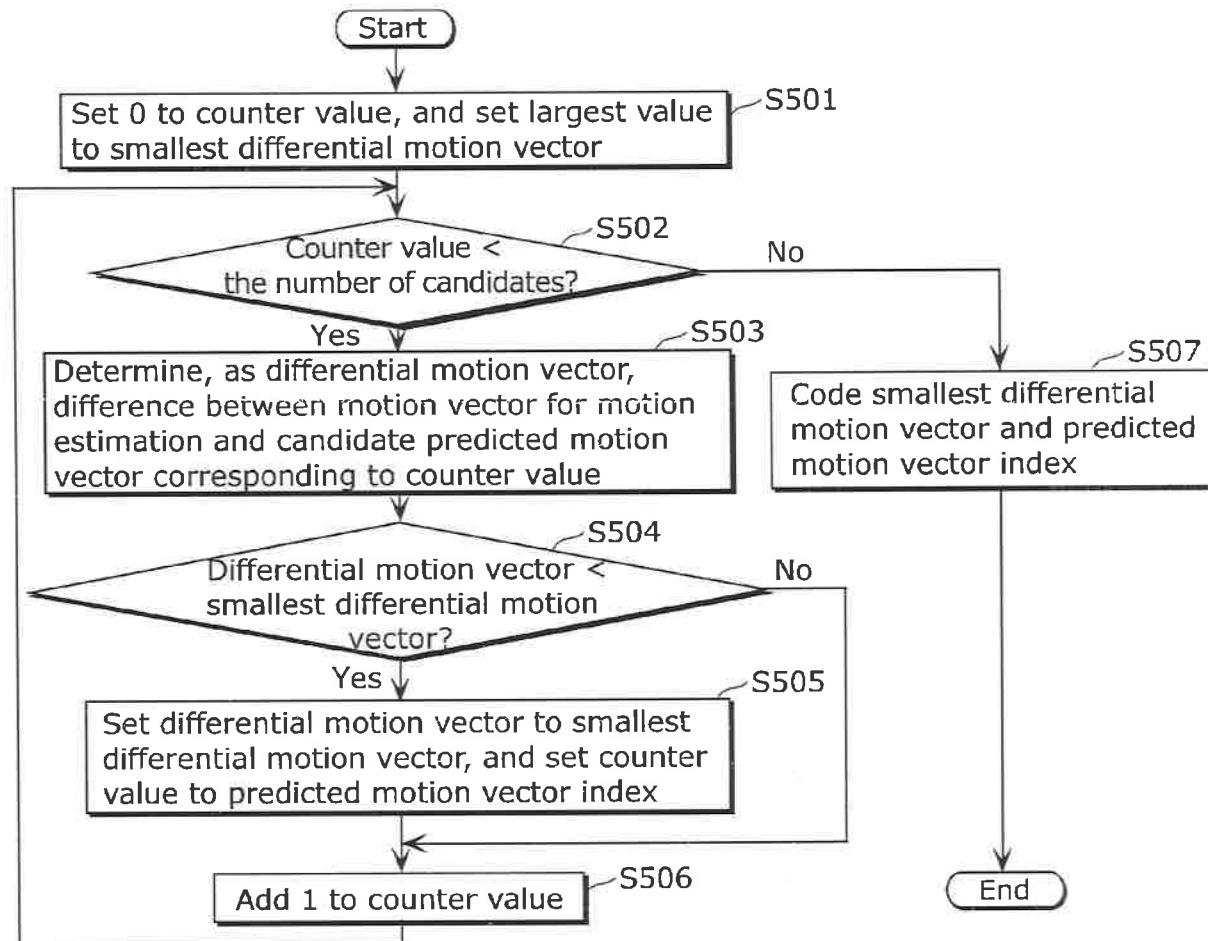 Start
S501
Set 0 to counter value, and set largest value
to smallest differential motion vector
S502
Counter value <
the number of candidates?
No
Yes
S503
Determine, as differential motion vector,
difference between motion vector for motion
estimation and candidate predicted motion
vector corresponding to counter value
S507
Code smallest differential
motion vector and predicted
motion vector index
S504
Differential motion vector <
smallest differential motion
vector?
No
Yes
S505
Set differential motion vector to smallest
differential motion vector, and set counter
value to predicted motion vector index
S506
Add 1 to counter value
End